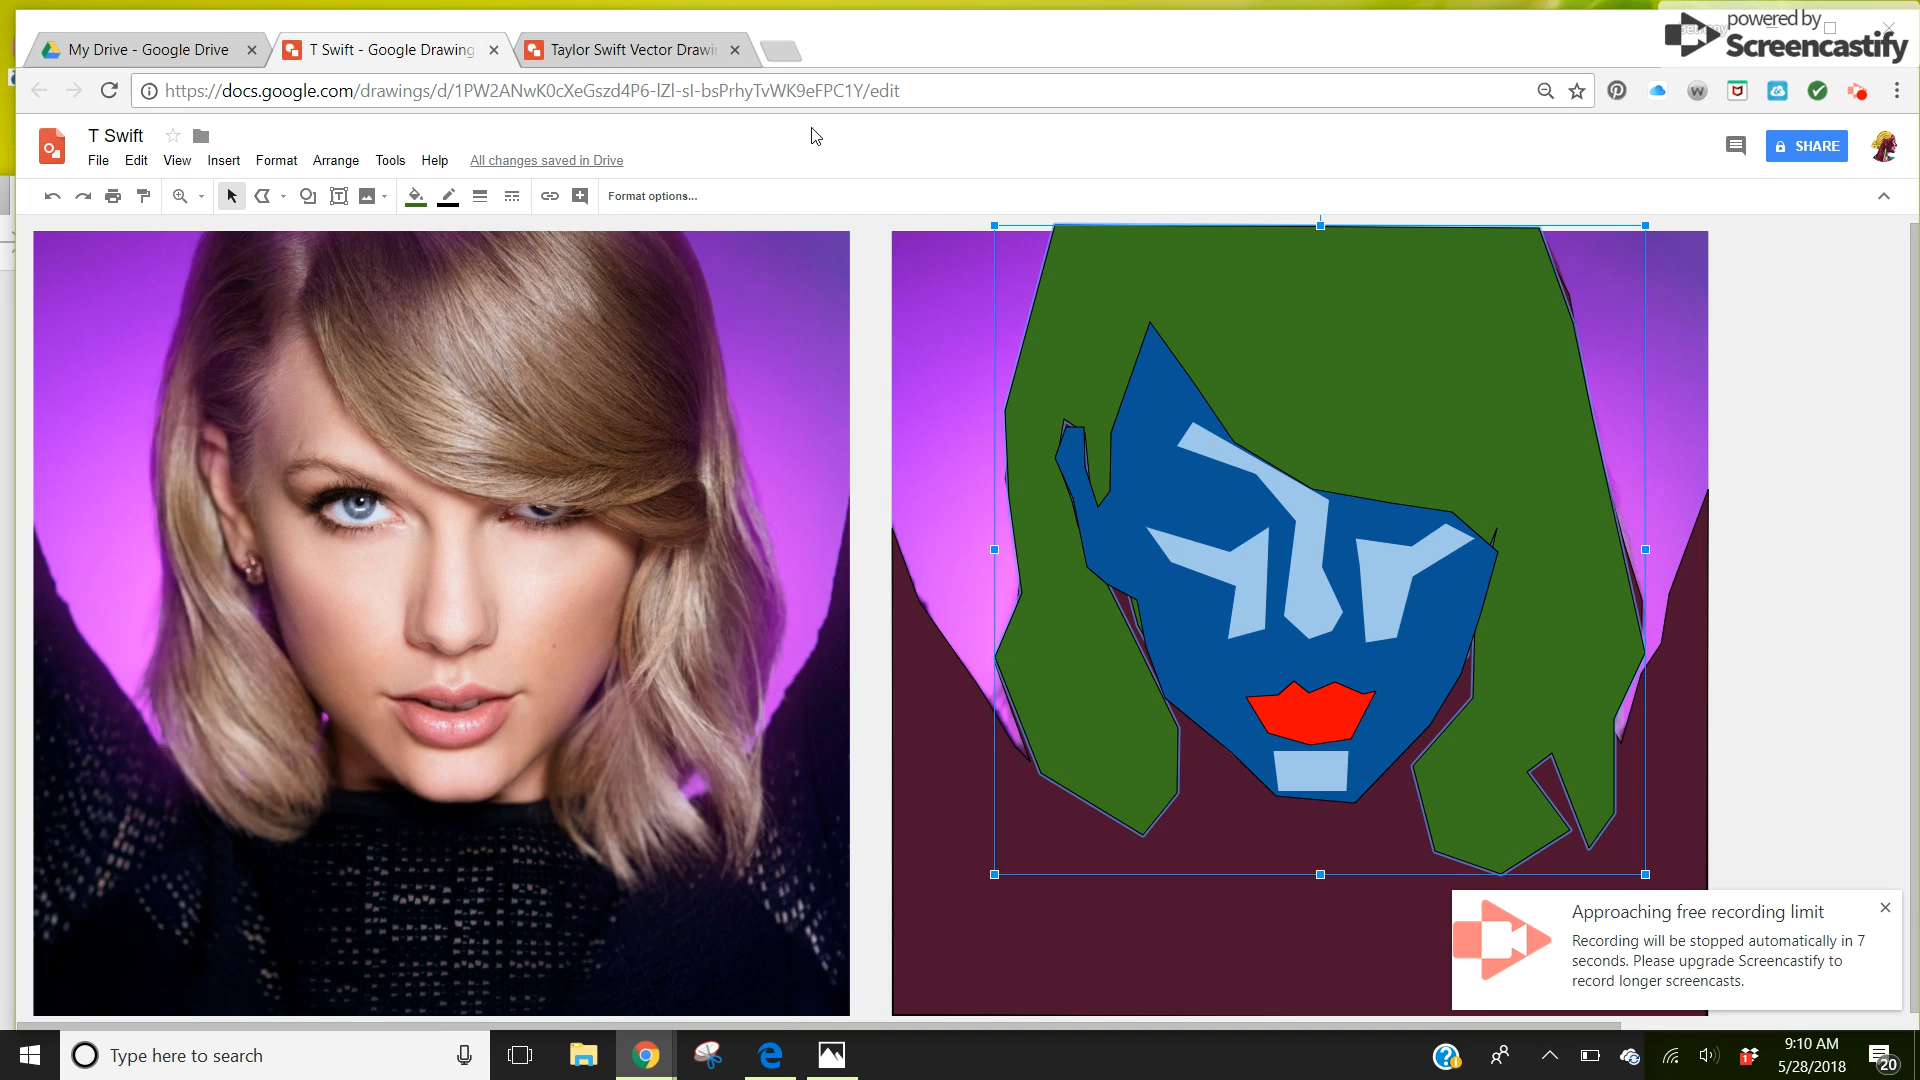 powered by
Screencastify
My Drive - Google Drive
T Swift - Google Drawing
Taylor Swift Vector Drawi
https://docs.google.com/drawings/d/1PW2ANwK0cXeGszd4P6-lZl-sI-bsPrhyTvWK9eFPC1Y/edit
T Swift
File Edit View Insert Format Arrange Tools Help All changes saved in Drive
SHARE
Format options...
Approaching free recording limit
Recording will be stopped automatically in 7
seconds. Please upgrade Screencastify to
record longer screencasts.
Type here to search
9:10 AM
5/28/2018
20